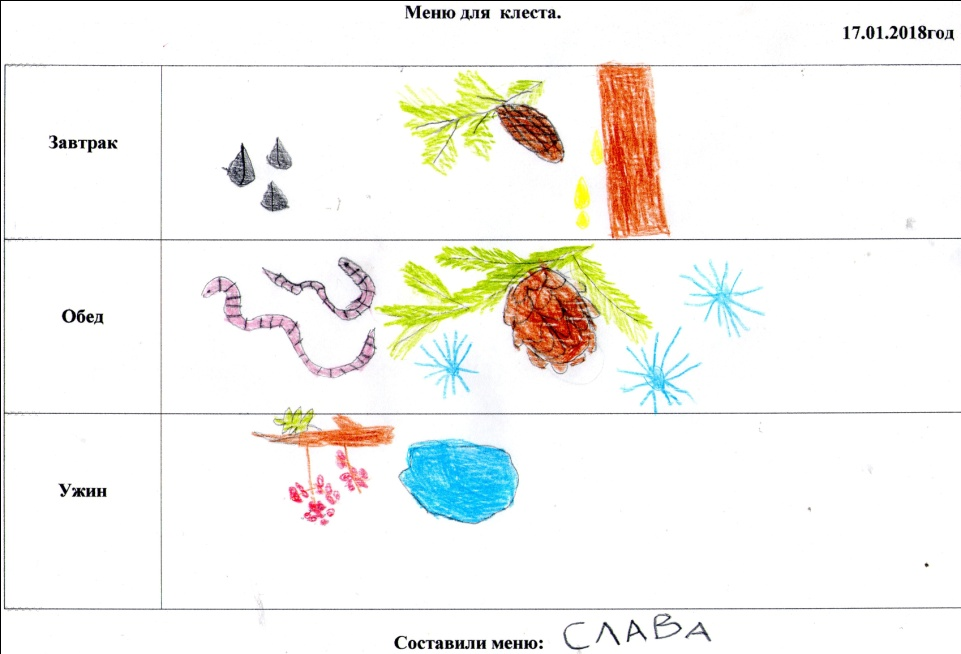 Меню для клеста.
17.01.2018год
Завтрак
Обед
Ужин
Составили меню: СЛАВА